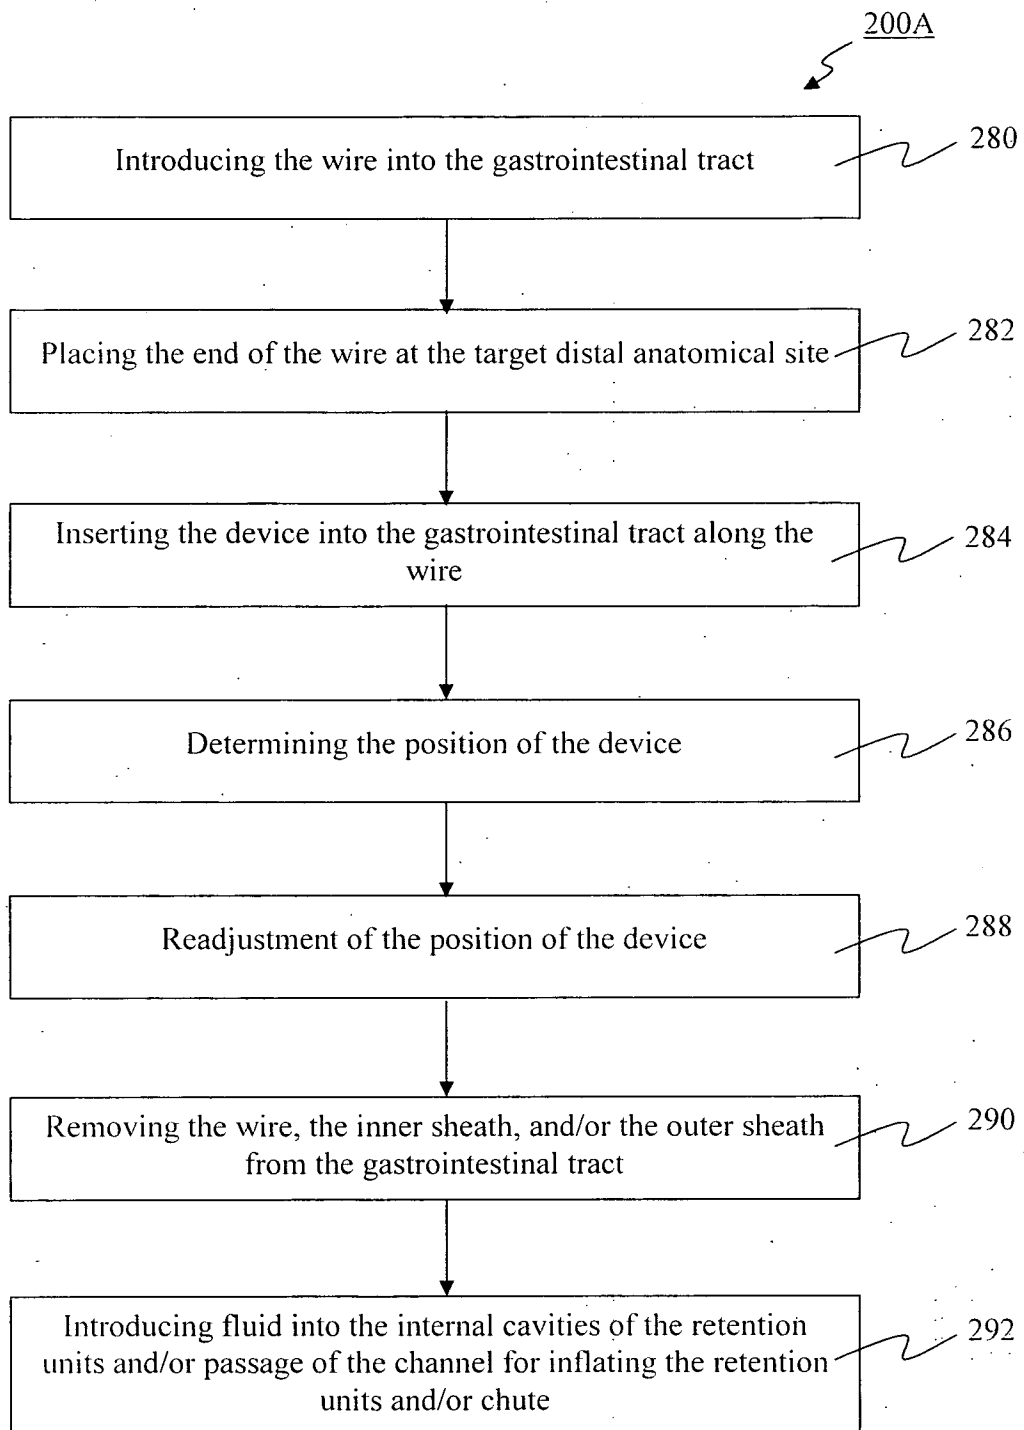 200A
Introducing the wire into the gastrointestinal tract
280
Placing the end of the wire at the target distal anatomical site
282
Inserting the device into the gastrointestinal tract along the
wire
284
Determining the position of the device
286
Readjustment of the position of the device
288
Removing the wire, the inner sheath, and/or the outer sheath
from the gastrointestinal tract
290
Introducing fluid into the internal cavities of the retention
units and/or passage of the channel for inflating the retention
units and/or chute
292